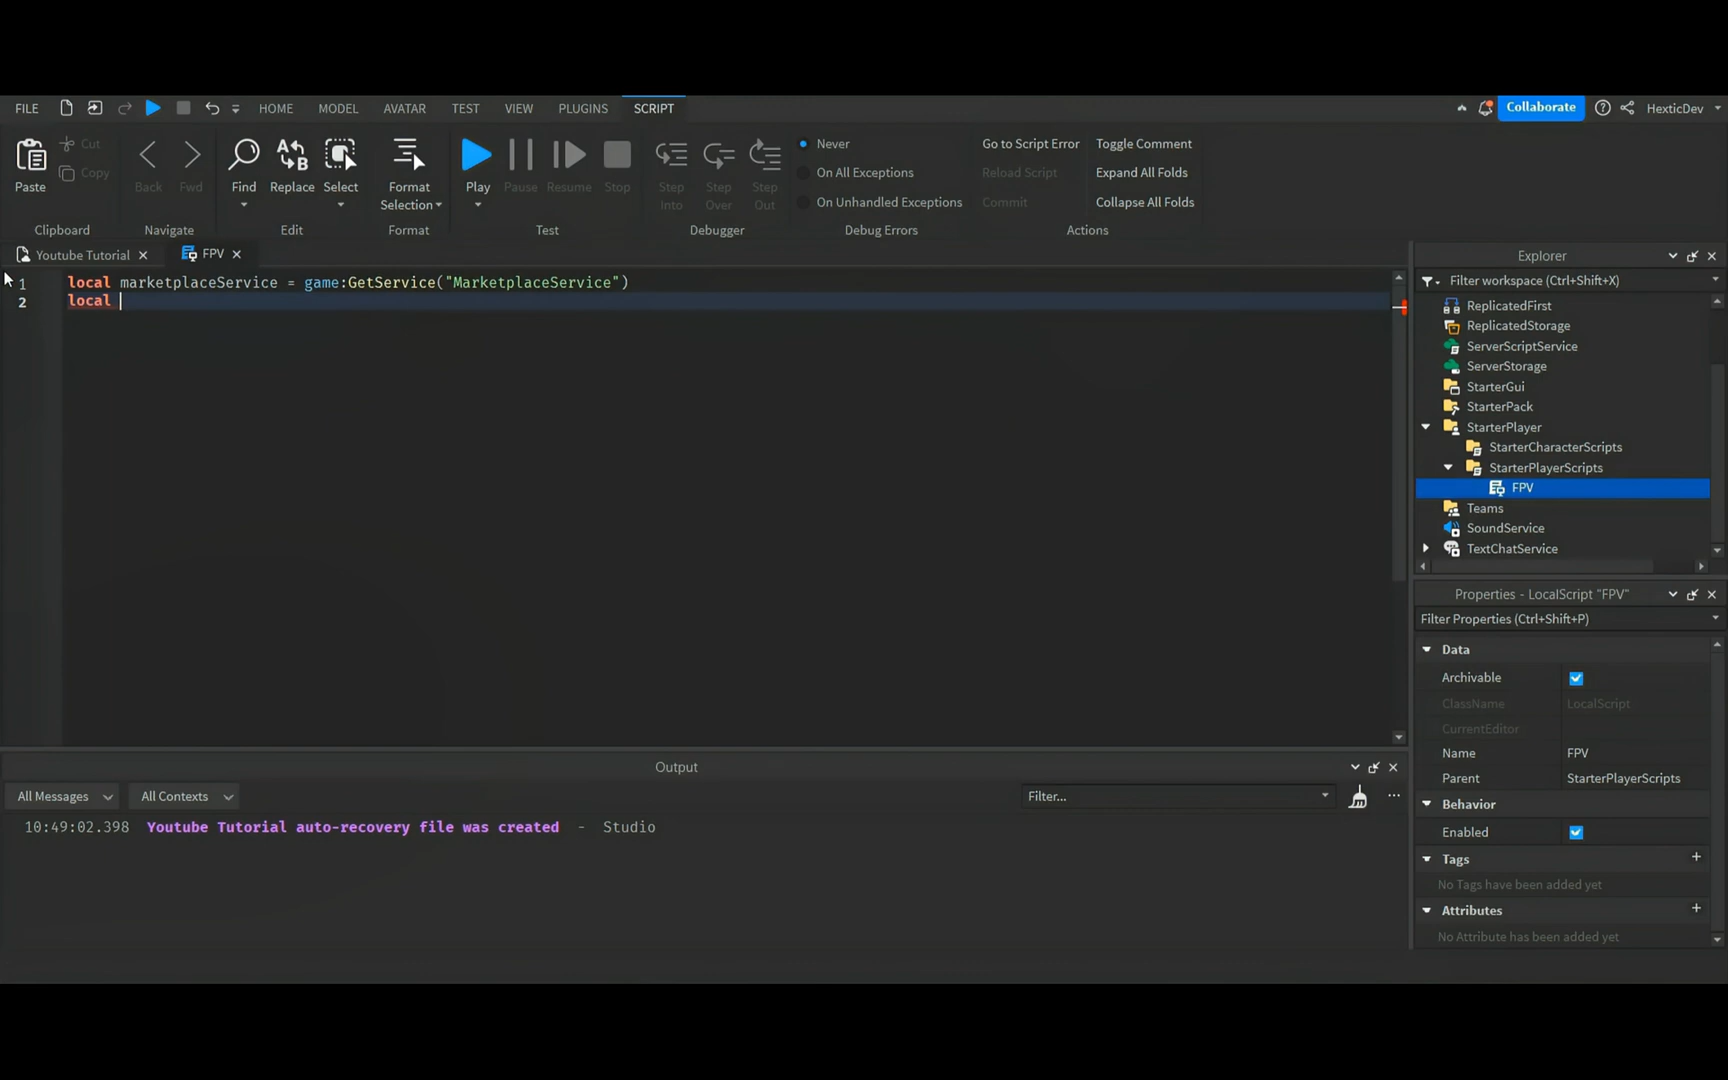 FILE HOME MODEL AVATAR TEST VIEW PLUGINS SCRIPT Collaborate HexticDev
Paste Cut Copy
Clipboard
Back Fwd
Navigate
Find Replace Select
Edit
Format
Selection
Format
Play Pause Resume Stop
Test
Step Into Step Over Step Out
Debugger
Never
On All Exceptions
On Unhandled Exceptions
Debug Errors
Go to Script Error Toggle Comment
Reload Script Expand All Folds
Commit Collapse All Folds
Actions
Youtube Tutorial FPV
1 local marketplaceService = game:GetService("MarketplaceService")
2 local
Explorer
Filter workspace (Ctrl+Shift+X)
ReplicatedFirst
ReplicatedStorage
ServerScriptService
ServerStorage
StarterGui
StarterPack
StarterPlayer
StarterCharacterScripts
StarterPlayerScripts
FPV
Teams
SoundService
TextChatService
Properties - LocalScript "FPV"
Filter Properties (Ctrl+Shift+P)
Data
Archivable
ClassName LocalScript
CurrentEditor
Name FPV
Parent StarterPlayerScripts
Behavior
Enabled
Tags +
No Tags have been added yet
Attributes +
No Attribute has been added yet
Output
All Messages All Contexts Filter... ...
10:49:02.398 Youtube Tutorial auto-recovery file was created - Studio